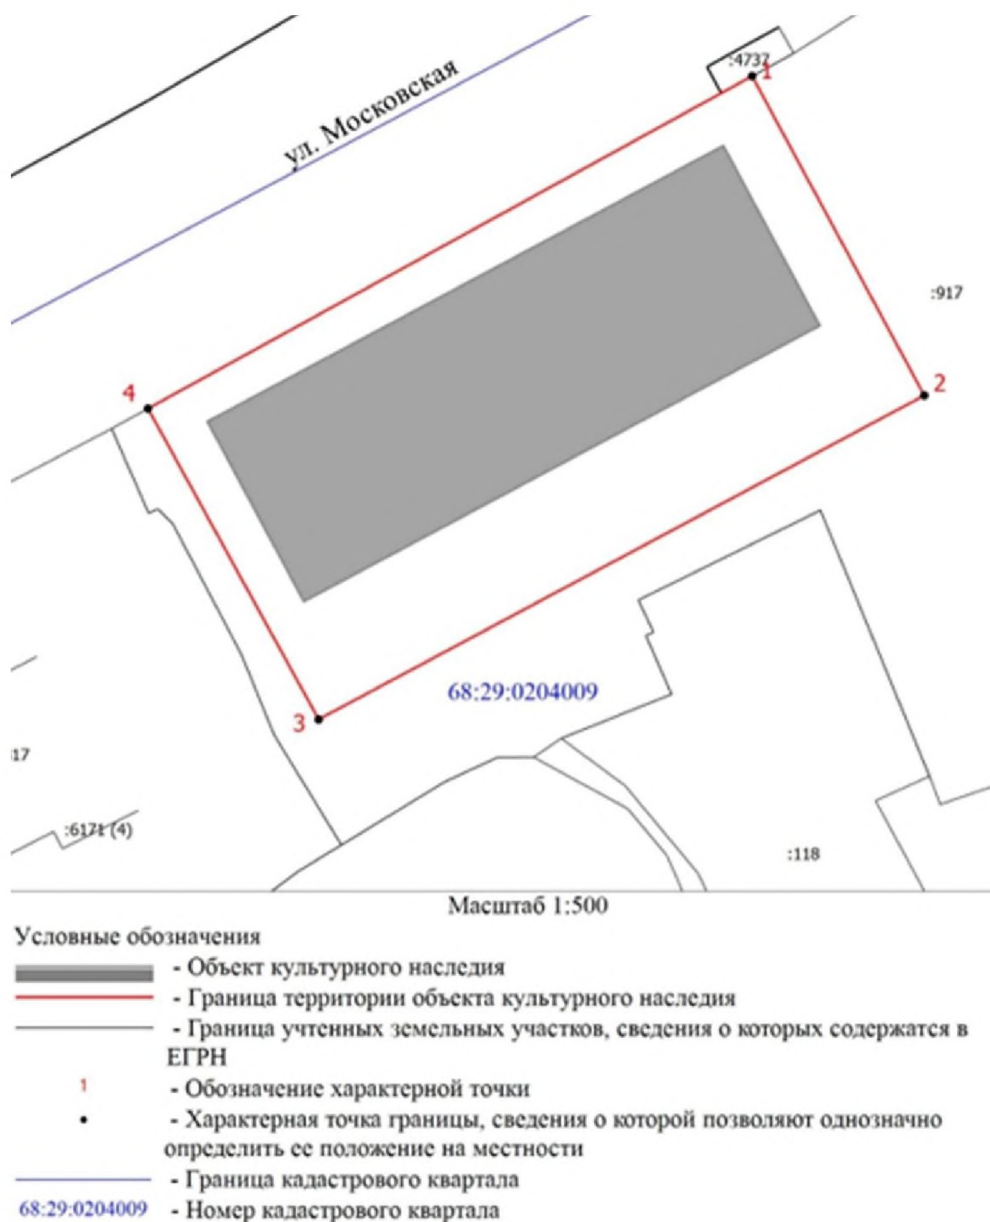 :4737
1
ул. Московская
:917
2
4
68:29:0204009
3
:6171 (4)
:118
Масштаб 1:500
Условные обозначения
- Объект культурного наследия
- Граница территории объекта культурного наследия
- Граница учтенных земельных участков, сведения о которых содержатся в
ЕГРН
1 - Обозначение характерной точки
- Характерная точка границы, сведения о которой позволяют однозначно
определить ее положение на местности
- Граница кадастрового квартала
68:29:0204009 - Номер кадастрового квартала